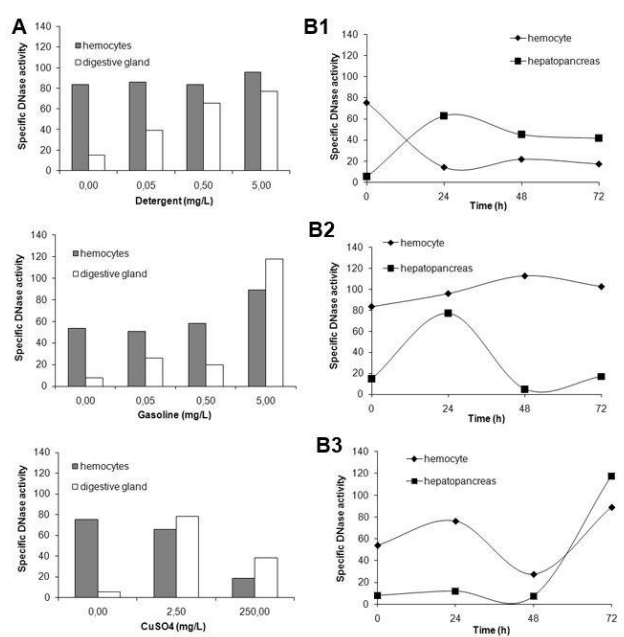 A
Specific DNase activity
140
120
100
80
60
40
20
0
hemocytes
digestive gland
0,00 0,05 0,50 5,00
Detergent (mg/L)
Specific DNase activity
140
120
100
80
60
40
20
0
hemocytes
digestive gland
0,00 0,05 0,50 5,00
Gasoline (mg/L)
Specific DNase activity
140
120
100
80
60
40
20
0
hemocytes
digestive gland
0,00 2,50 250,00
CuSO4 (mg/L)
B1
Specific DNase activity
140
120
100
80
60
40
20
0
hemocyte
hepatopancreas
0 24 48 72
Time (h)
B2
Specific DNase activity
140
120
100
80
60
40
20
0
hemocyte
hepatopancreas
0 24 48 72
Time (h)
B3
Specific DNase activity
140
120
100
80
60
40
20
0
hemocyte
hepatopancreas
0 24 48 72
Time (h)